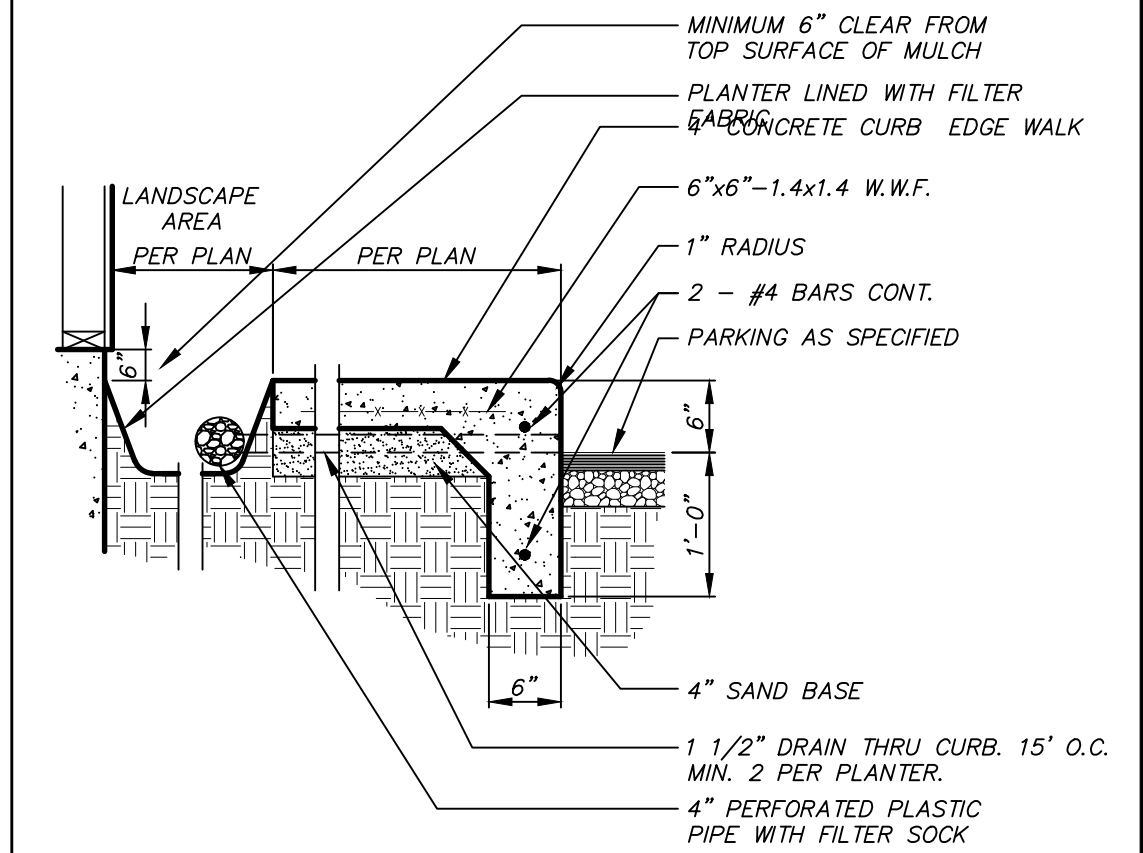 MINIMUM 6" CLEAR FROM
TOP SURFACE OF MULCH
PLANTER LINED WITH FILTER
FABRIC
4" CONCRETE CURB EDGE WALK
6"x6"-1.4x1.4 W.W.F.
1" RADIUS
2 - #4 BARS CONT.
PARKING AS SPECIFIED
LANDSCAPE
AREA
PER PLAN
PER PLAN
6"
6"
1'-0"
6"
X X X
4" SAND BASE
1 1/2" DRAIN THRU CURB. 15' O.C.
MIN. 2 PER PLANTER.
4" PERFORATED PLASTIC
PIPE WITH FILTER SOCK